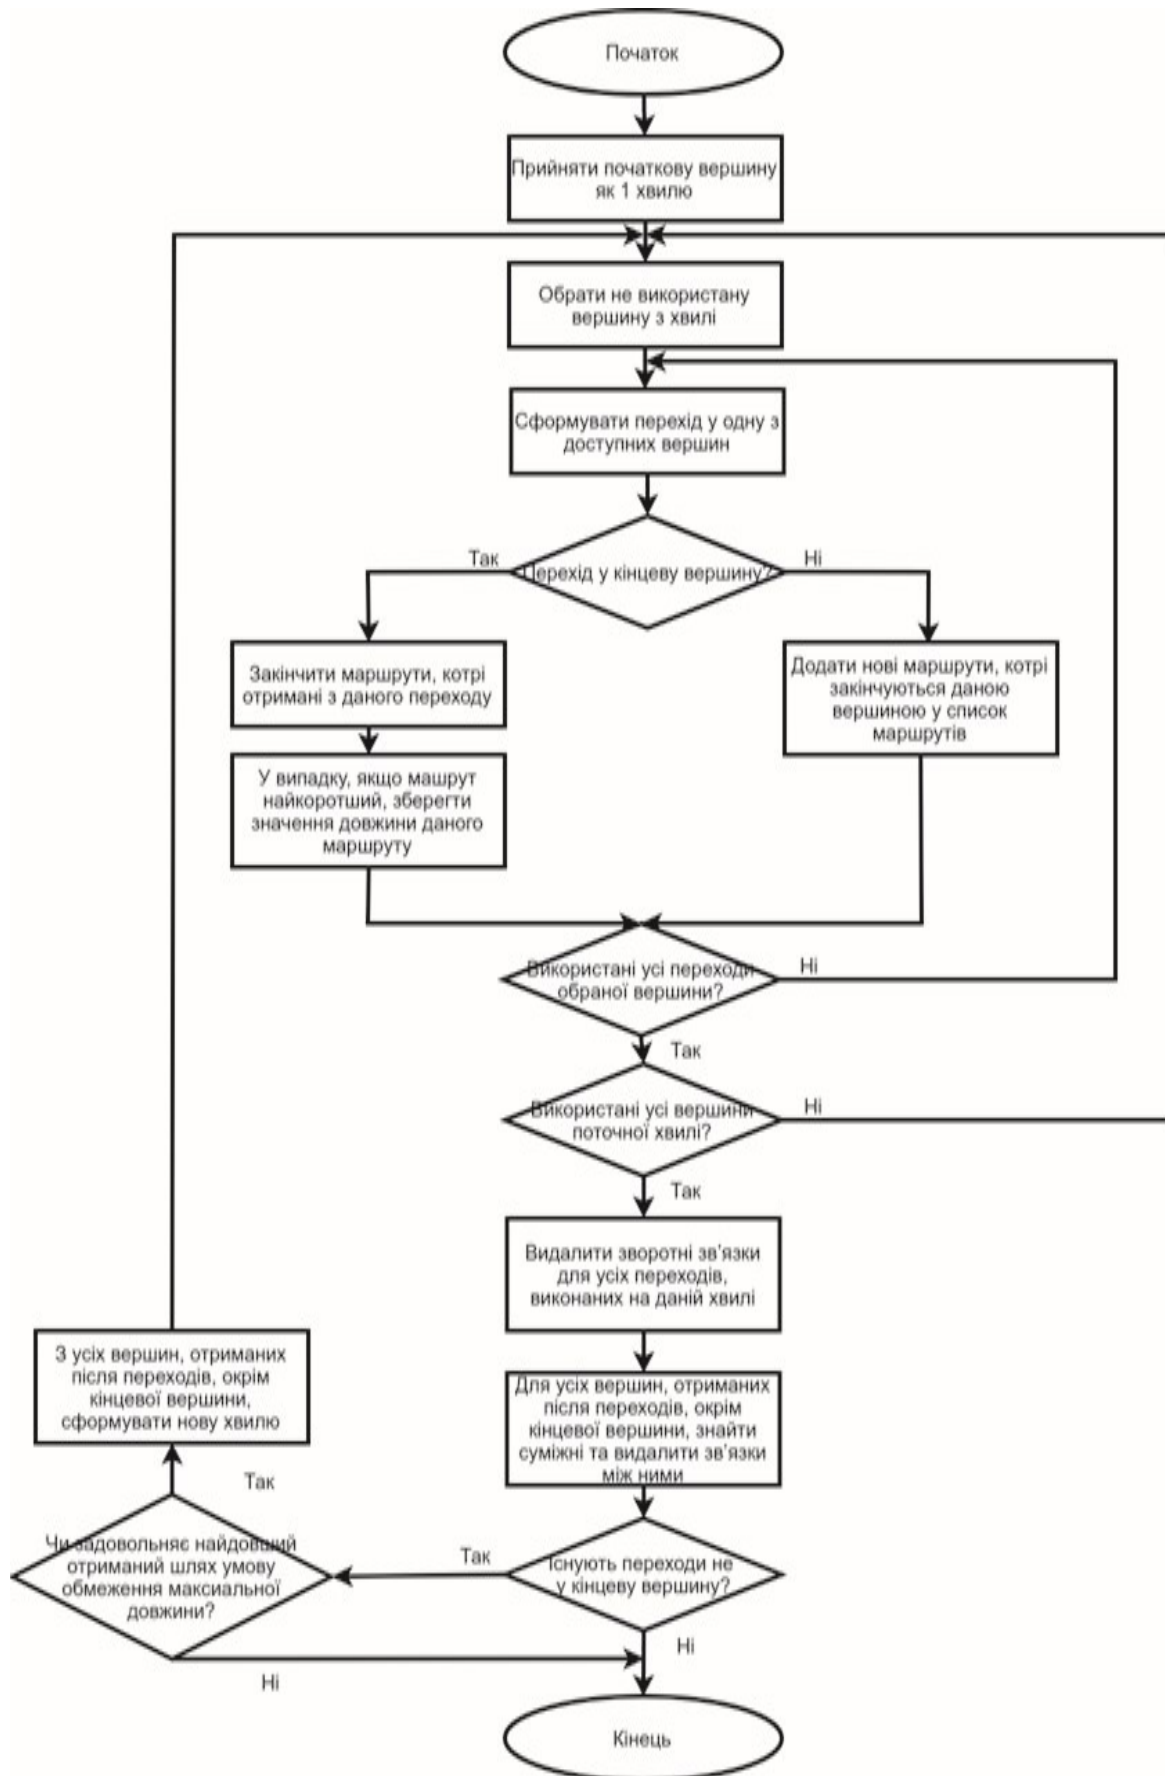 Початок
Прийняти початкову вершину
як 1 хвилю
Обрати не використану
вершину з хвилі
Сформувати перехід у одну з
доступних вершин
Так
Перехід у кінцеву вершину?
Ні
Закінчити маршрути, котрі
отримані з даного переходу
Додати нові маршрути, котрі
закінчуються даною
вершиною у список
маршрутів
У випадку, якщо машрут
найкоротший, зберегти
значення довжини даного
маршруту
Використані усі переходи
обраної вершини?
Ні
Так
Використані усі вершини
поточної хвилі?
Ні
Так
Видалити зворотні зв'язки
для усіх переходів,
виконаних на даній хвилі
З усіх вершин, отриманих
після переходів, окрім
кінцевої вершини,
сформувати нову хвилю
Для усіх вершин, отриманих
після переходів, окрім
кінцевої вершини, знайти
суміжні та видалити зв'язки
між ними
Так
Чи задовольняє найдовший
отриманий шлях умову
обмеження максиальної
довжини?
Так
Існують переходи не
у кінцеву вершину?
Ні
Ні
Кінець